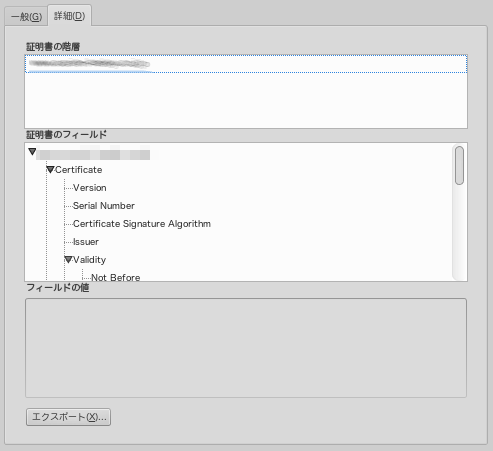 一般(G)
詳細(D)
証明書の階層
証明書のフィールド
Certificate
Version
Serial Number
Certificate Signature Algorithm
Issuer
Validity
Not Before
フィールドの値
エクスポート(X)...